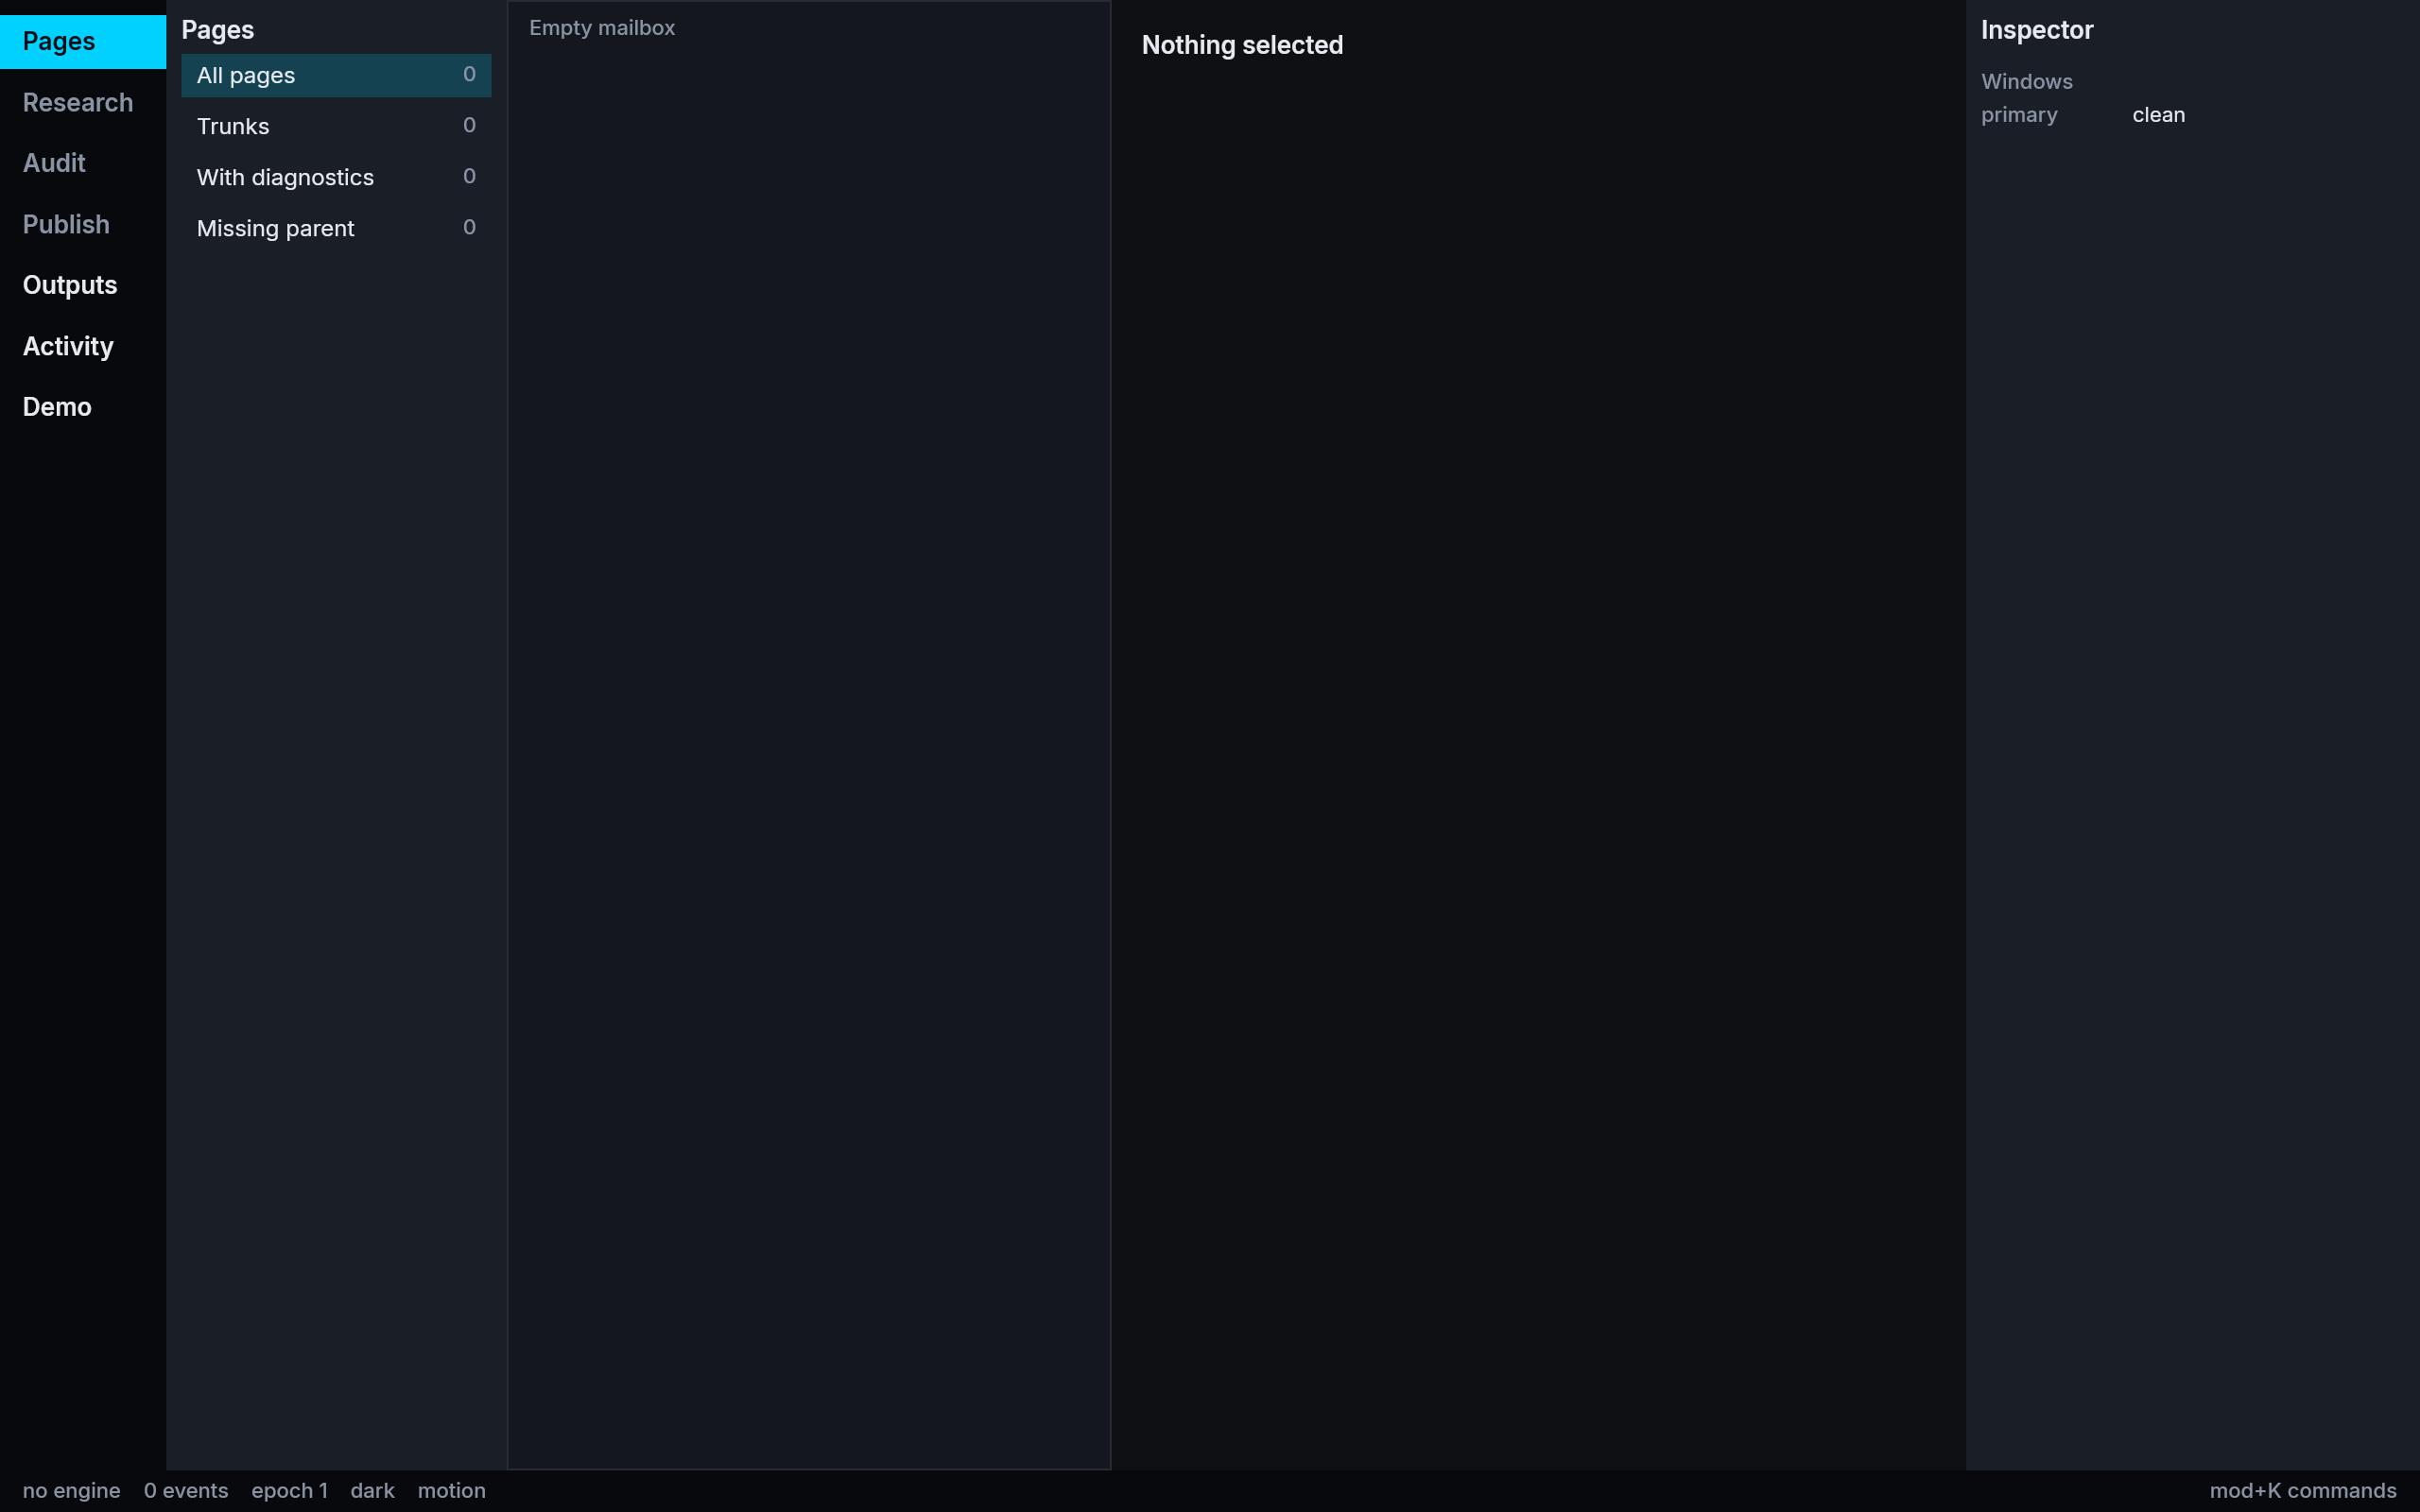 Pages
Research
Audit
Publish
Outputs
Activity
Demo
Pages
All pages 0
Trunks 0
With diagnostics 0
Missing parent 0
Empty mailbox
Nothing selected
Inspector
Windows
primary clean
no engine 0 events epoch 1 dark motion
mod+K commands